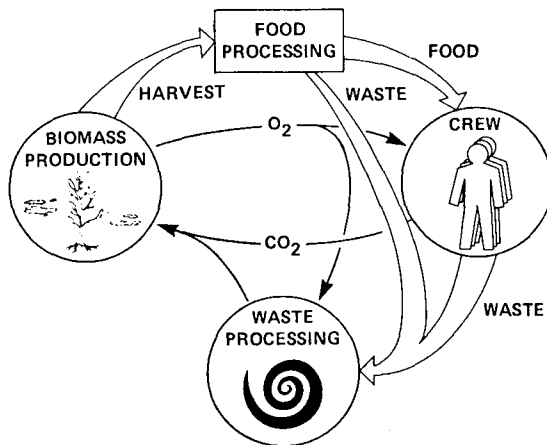 FOOD
PROCESSING
FOOD
HARVEST
WASTE
BIOMASS
PRODUCTION
O2
CREW
CO2
WASTE
WASTE
PROCESSING